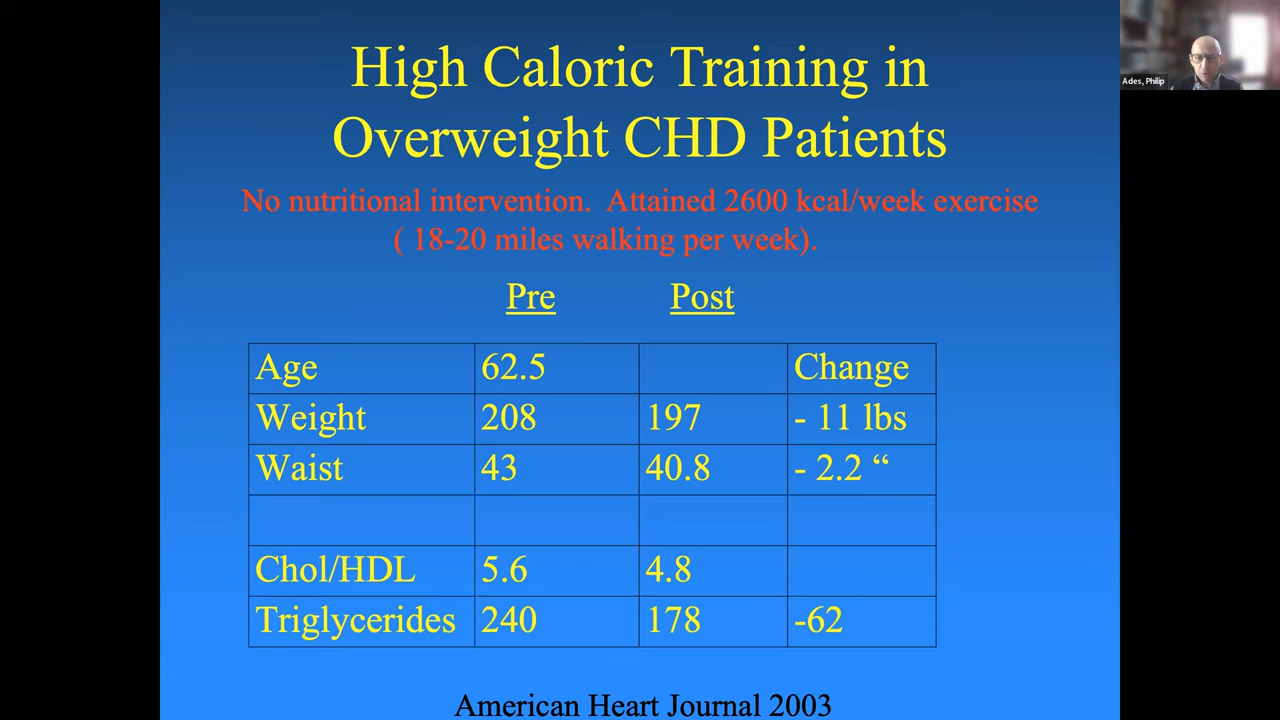 High Caloric Training in
Overweight CHD Patients
Ades, Philip
No nutritional intervention. Attained 2600 kcal/week exercise
( 18-20 miles walking per week).
Pre Post
Age 62.5 Change
Weight 208 197 - 11 lbs
Waist 43 40.8 - 2.2 “
Chol/HDL 5.6 4.8
Triglycerides 240 178 -62
American Heart Journal 2003